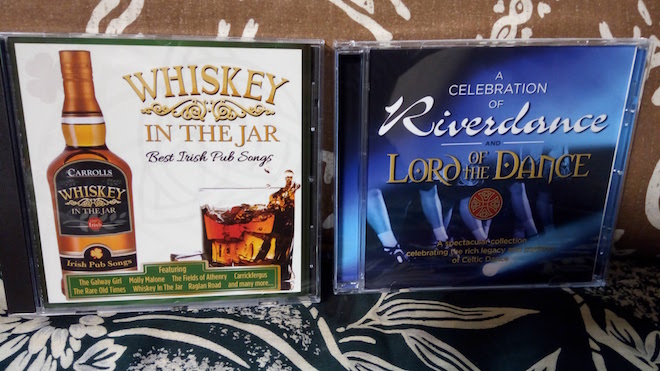 WHISKEY
IN THE JAR
Best Irish Pub Songs
CARROLLS
WHISKEY
IN THE JAR
Irish
Irish Pub Songs
Featuring
The Galway Girl Molly Malone The Fields of Athenry Carrickfergus
The Rare Old Times Whiskey In The Jar Raglan Road and many more...
A
CELEBRATION
OF
Riverdance
AND
LORD OF THE DANCE
A spectacular collection
celebrating the rich legacy
of Celtic